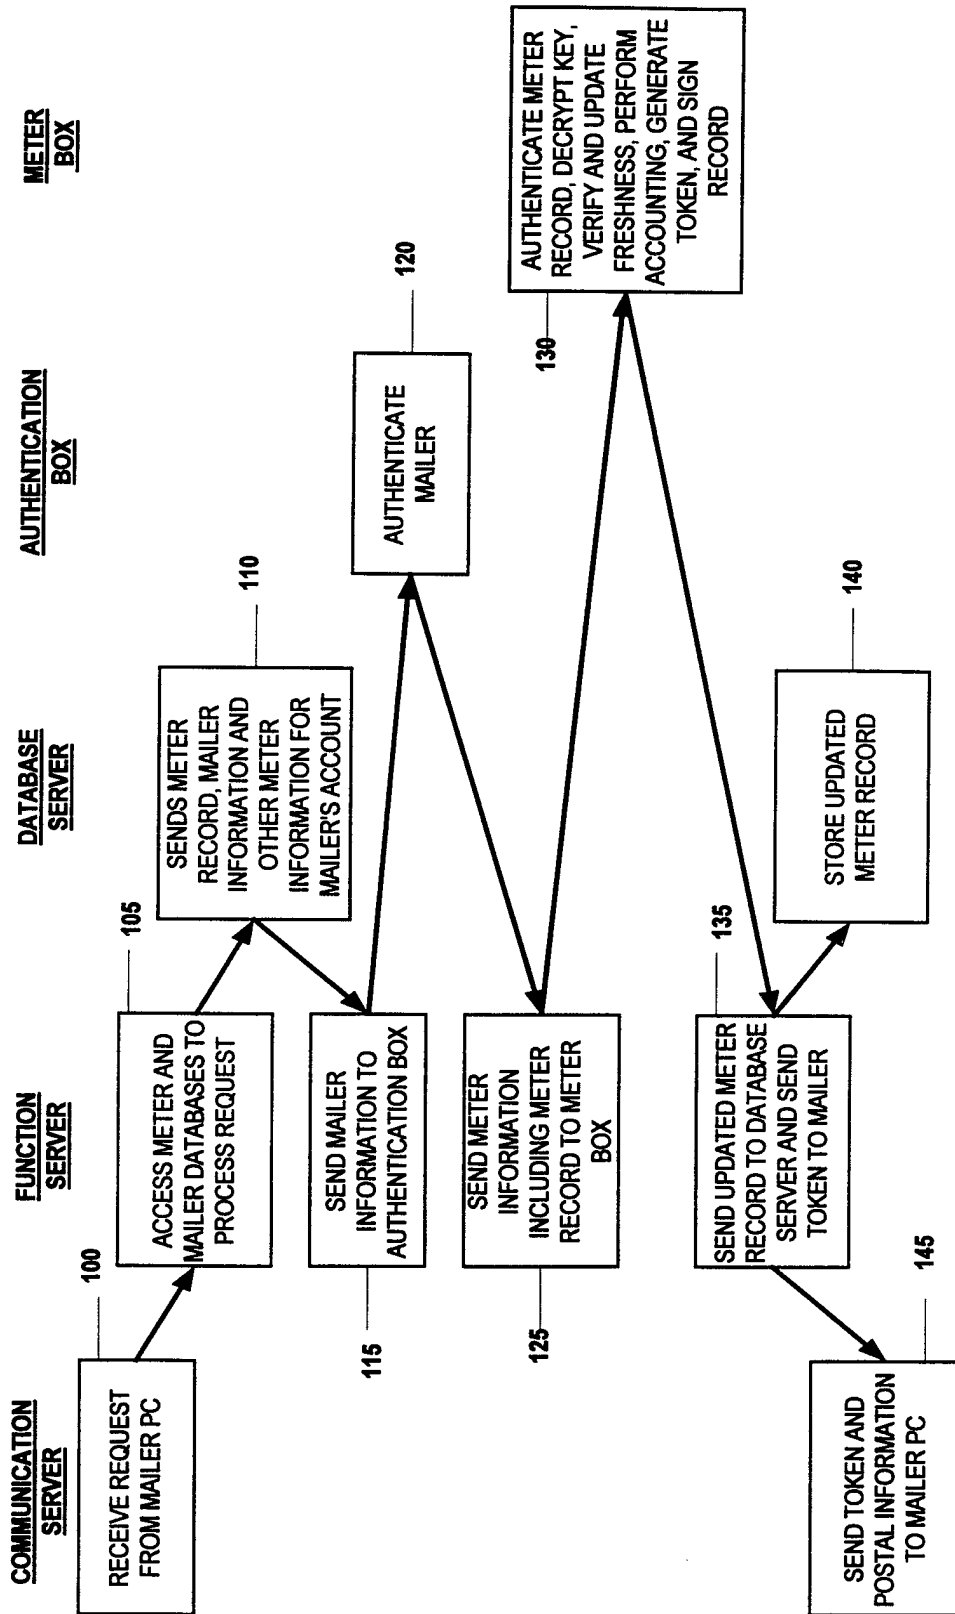 COMMUNICATION
SERVER
FUNCTION
SERVER
DATABASE
SERVER
AUTHENTICATION
BOX
METER
BOX
100
RECEIVE REQUEST
FROM MAILER PC
105
ACCESS METER AND
MAILER DATABASES TO
PROCESS REQUEST
110
SENDS METER
RECORD, MAILER
INFORMATION AND
OTHER METER
INFORMATION FOR
MAILER'S ACCOUNT
115
SEND MAILER
INFORMATION TO
AUTHENTICATION BOX
120
AUTHENTICATE
MAILER
125
SEND METER
INFORMATION
INCLUDING METER
RECORD TO METER
BOX
130
AUTHENTICATE METER
RECORD, DECRYPT KEY,
VERIFY AND UPDATE
FRESHNESS, PERFORM
ACCOUNTING, GENERATE
TOKEN, AND SIGN
RECORD
135
SEND UPDATED METER
RECORD TO DATABASE
SERVER AND SEND
TOKEN TO MAILER
140
STORE UPDATED
METER RECORD
145
SEND TOKEN AND
POSTAL INFORMATION
TO MAILER PC